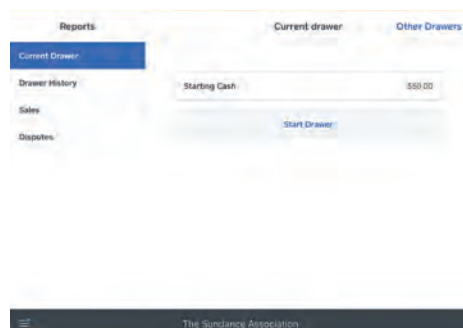 Reports
Current drawer
Other Drawers
Current Drawer
Drawer History
Sales
Disputes
Starting Cash
$50.00
Start Drawer
The Sundance Association